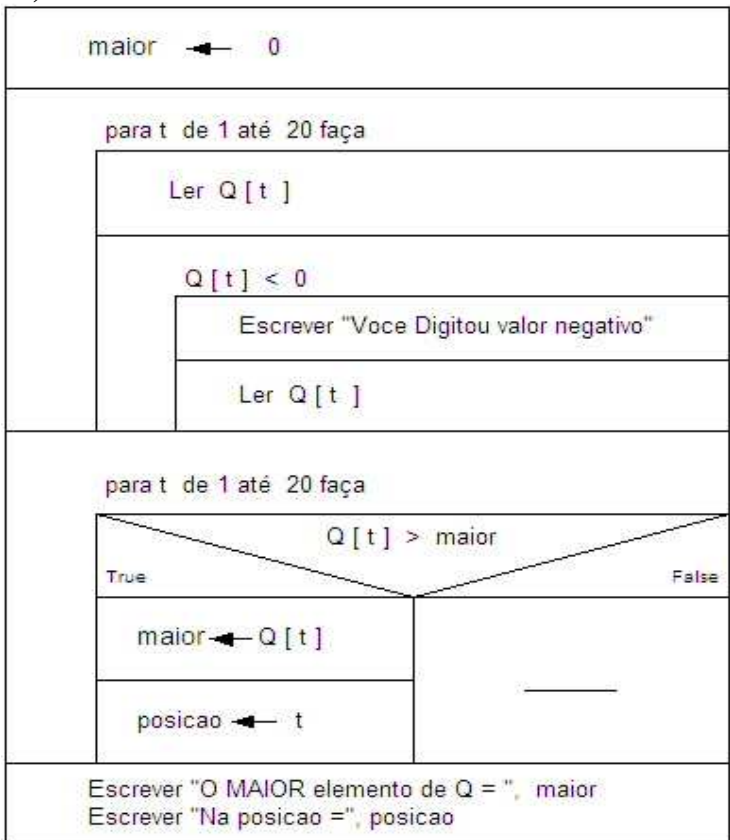 maior 0
para t de 1 até 20 faça
Ler Q [ t ]
Q [ t ] < 0
Escrever "Voce Digitou valor negativo"
Ler Q [ t ]
para t de 1 até 20 faça
Q [ t ] > maior
True False
maior Q [ t ]
posicao t
Escrever "O MAIOR elemento de Q = ", maior
Escrever "Na posicao =", posicao